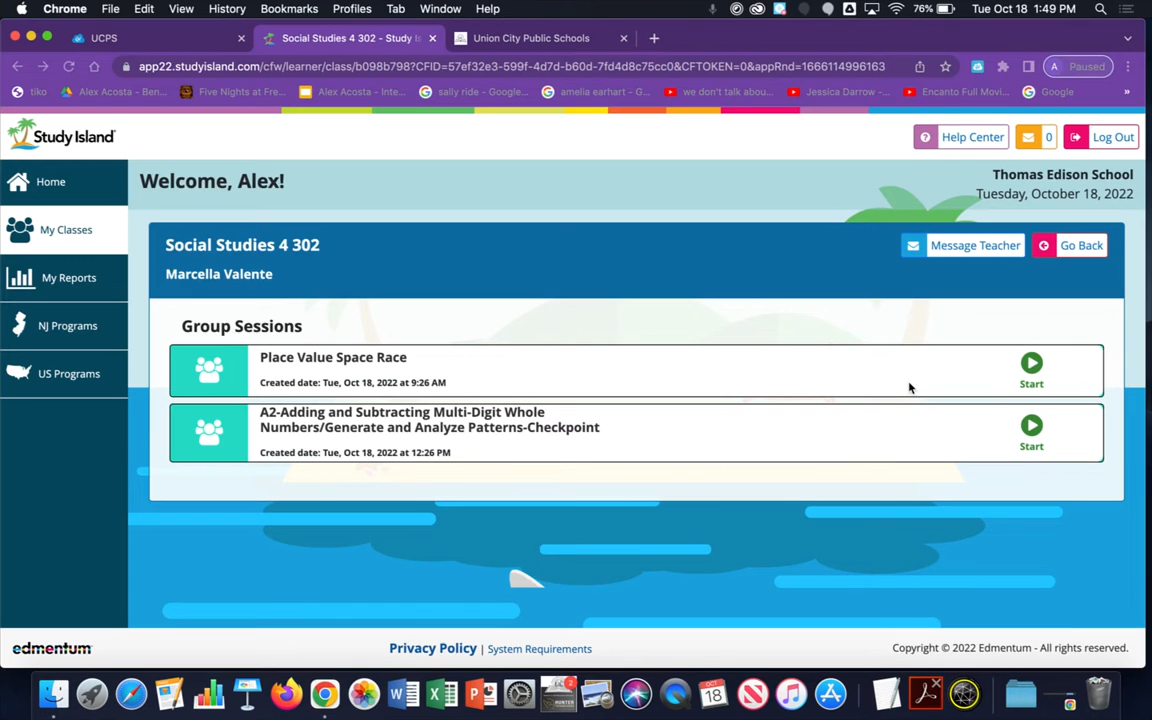 Chrome File Edit View History Bookmarks Profiles Tab Window Help 76% Tue Oct 18 1:49 PM
UCPS Social Studies 4 302 - Study Is Union City Public Schools
app22.studyisland.com/cfw/learner/class/b098b798?CFID=57ef32e3-599f-4d7d-b60d-7fd4d8c75cc0&CFTOKEN=0&appRnd=1666114996163 A Paused
tiko Alex Acosta - Ben... Five Nights at Fre... Alex Acosta - Inte... sally ride - Google... amelia earhart - G... we don't talk abou... Jessica Darrow -... Encanto Full Movi... Google »
Study Island Help Center 0 Log Out
Home
My Classes
My Reports
NJ Programs
US Programs
Welcome, Alex!
Thomas Edison School
Tuesday, October 18, 2022
Social Studies 4 302
Marcella Valente
Message Teacher Go Back
Group Sessions
Place Value Space Race
Created date: Tue, Oct 18, 2022 at 9:26 AM
Start
A2-Adding and Subtracting Multi-Digit Whole
Numbers/Generate and Analyze Patterns-Checkpoint
Created date: Tue, Oct 18, 2022 at 12:26 PM
Start
edmentum Privacy Policy | System Requirements Copyright © 2022 Edmentum - All rights reserved.